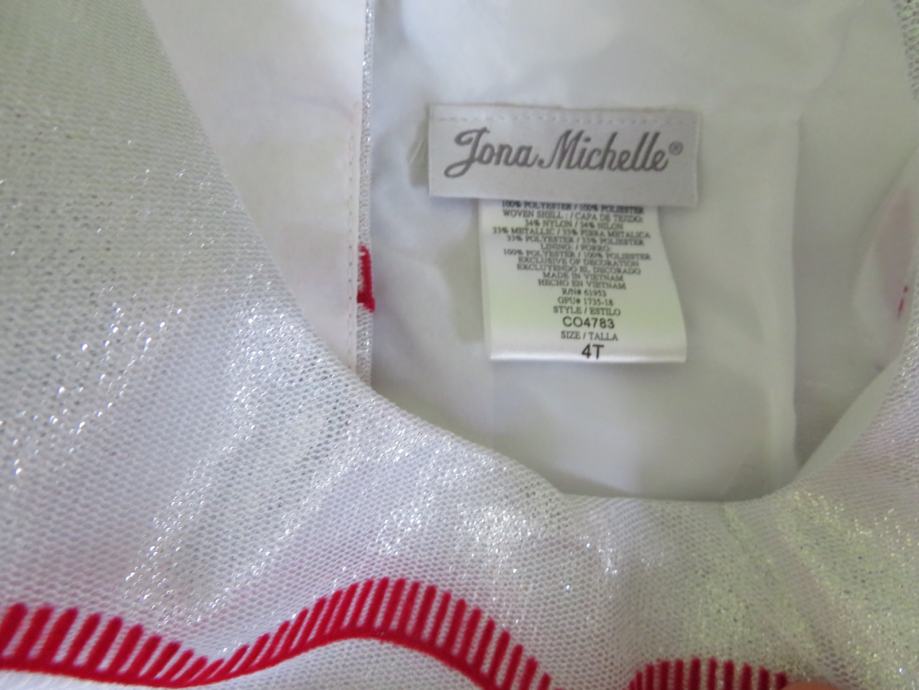 Jona Michelle®
100% POLYESTER / 100% POLIESTER
WOVEN SHELL: / CAPA DE TEJIDO:
34% NYLON / 34% NILON
33% METALLIC / 33% FIBRA METALICA
33% POLYESTER / 33% POLIESTER
LINING: / FORRO:
100% POLYESTER / 100% POLIESTER
EXCLUSIVE OF DECORATION
EXCLUYENDO EL DECORADO
MADE IN VIETNAM
HECHO EN VIETNAM
R/N# 61953
GPU# 1735-18
STYLE / ESTILO
CO4783
SIZE / TALLA
4T